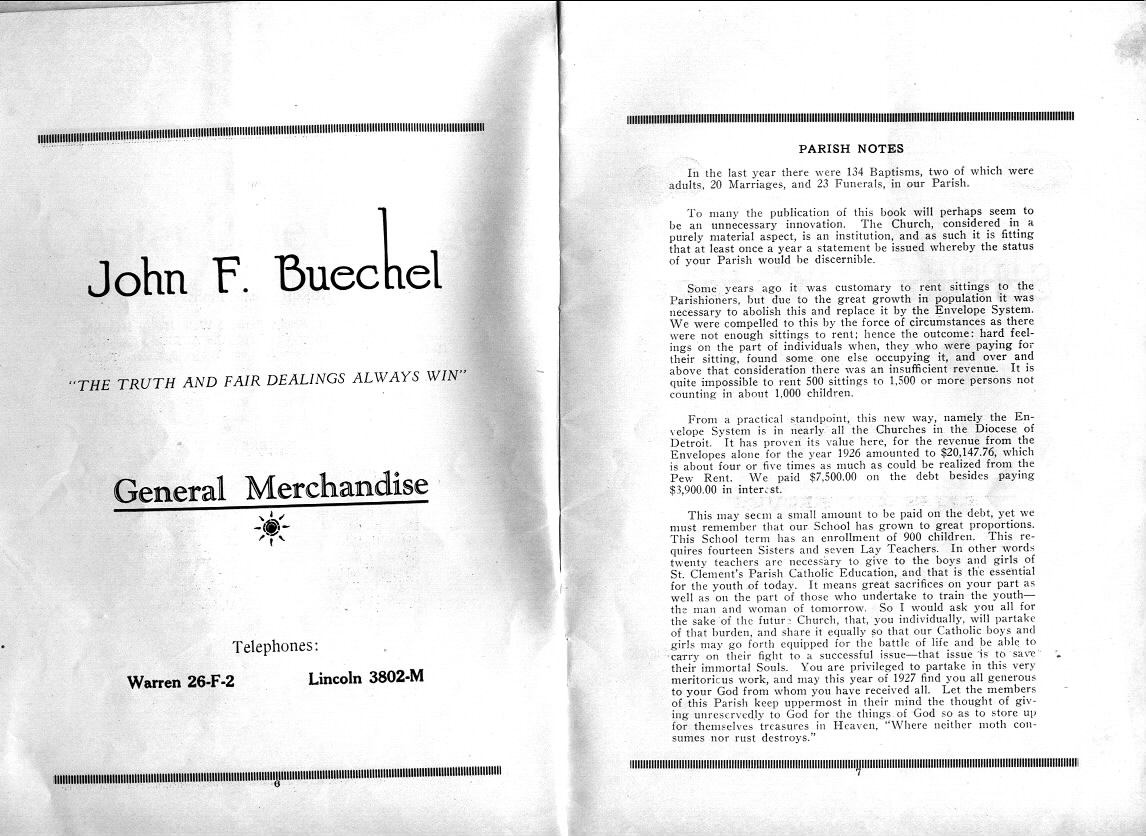 John F. Buechel
"THE TRUTH AND FAIR DEALINGS ALWAYS WIN"
General Merchandise
Telephones:
Warren 26-F-2 Lincoln 3802-M
6
PARISH NOTES
In the last year there were 134 Baptisms, two of which were
adults, 20 Marriages, and 23 Funerals, in our Parish.
To many the publication of this book will perhaps seem to
be an unnecessary innovation. The Church, considered in a
purely material aspect, is an institution, and as such it is fitting
that at least once a year a statement be issued whereby the status
of your Parish would be discernible.
Some years ago it was customary to rent sittings to the
Parishioners, but due to the great growth in population it was
necessary to abolish this and replace it by the Envelope System.
We were compelled to this by the force of circumstances as there
were not enough sittings to rent; hence the outcome: hard feel-
ings on the part of individuals when, they who were paying for
their sitting, found some one else occupying it, and over and
above that consideration there was an insufficient revenue. It is
quite impossible to rent 500 sittings to 1,500 or more persons not
counting in about 1,000 children.
From a practical standpoint, this new way, namely the En-
velope System is in nearly all the Churches in the Diocese of
Detroit. It has proven its value here, for the revenue from the
Envelopes alone for the year 1926 amounted to $20,147.76, which
is about four or five times as much as could be realized from the
Pew Rent. We paid $7,500.00 on the debt besides paying
$3,900.00 in interest.
This may seem a small amount to be paid on the debt, yet we
must remember that our School has grown to great proportions.
This School term has an enrollment of 900 children. This re-
quires fourteen Sisters and seven Lay Teachers. In other words
twenty teachers are necessary to give to the boys and girls of
St. Clement's Parish Catholic Education, and that is the essential
for the youth of today. It means great sacrifices on your part as
well as on the part of those who undertake to train the youth—
the man and woman of tomorrow. So I would ask you all for
the sake of the future Church, that, you individually, will partake
of that burden, and share it equally so that our Catholic boys and
girls may go forth equipped for the battle of life and be able to
carry on their fight to a successful issue—that issue is to save
their immortal Souls. You are privileged to partake in this very
meritorious work, and may this year of 1927 find you all generous
to your God from whom you have received all. Let the members
of this Parish keep uppermost in their mind the thought of giv-
ing unreservedly to God for the things of God so as to store up
for themselves treasures in Heaven, "Where neither moth con-
sumes nor rust destroys."
7